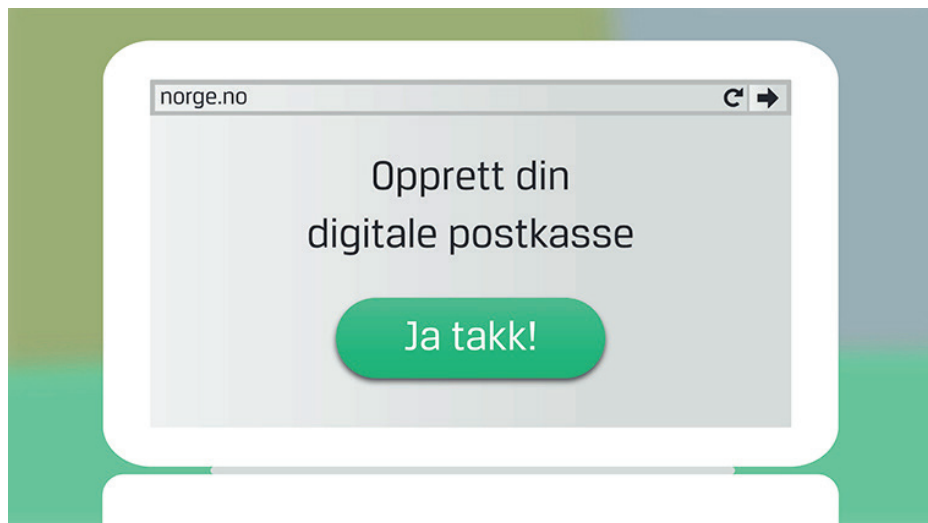 norge.no
Opprett din
digitale postkasse
Ja takk!